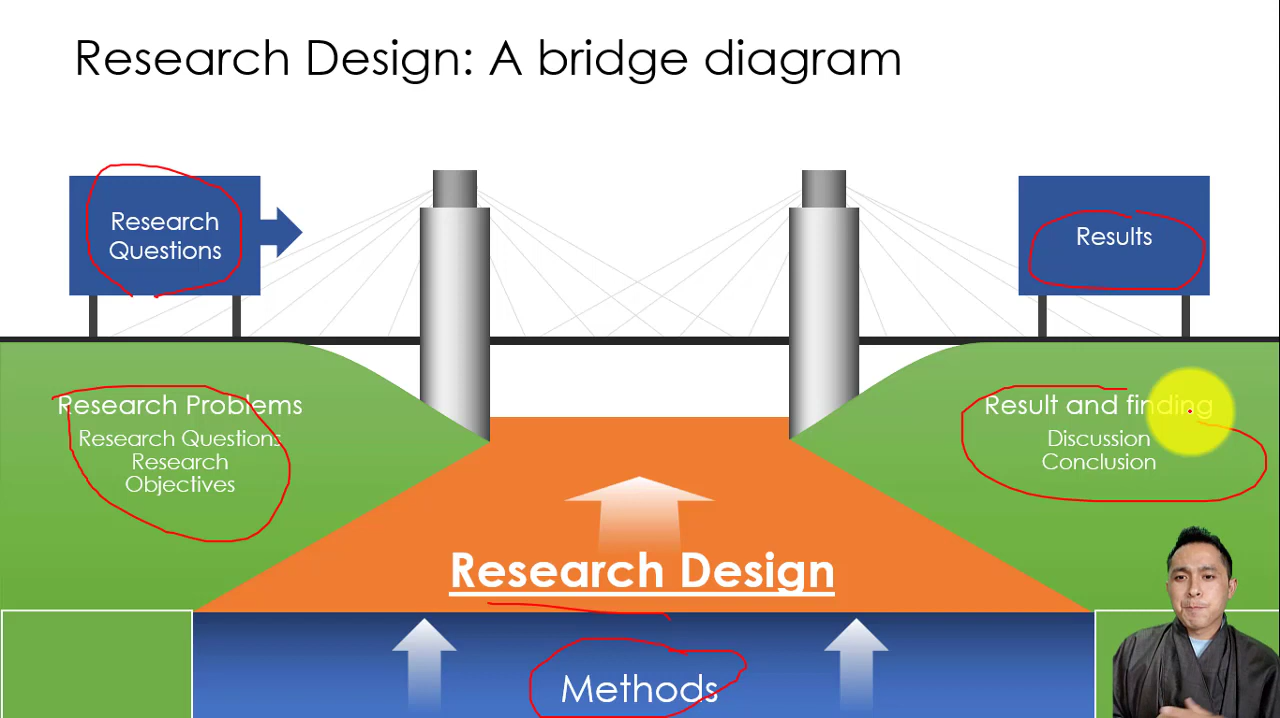 Research Design: A bridge diagram
Research
Questions
Results
Research Problems
Research Questions
Research
Objectives
Result and finding
Discussion
Conclusion
Research Design
Methods